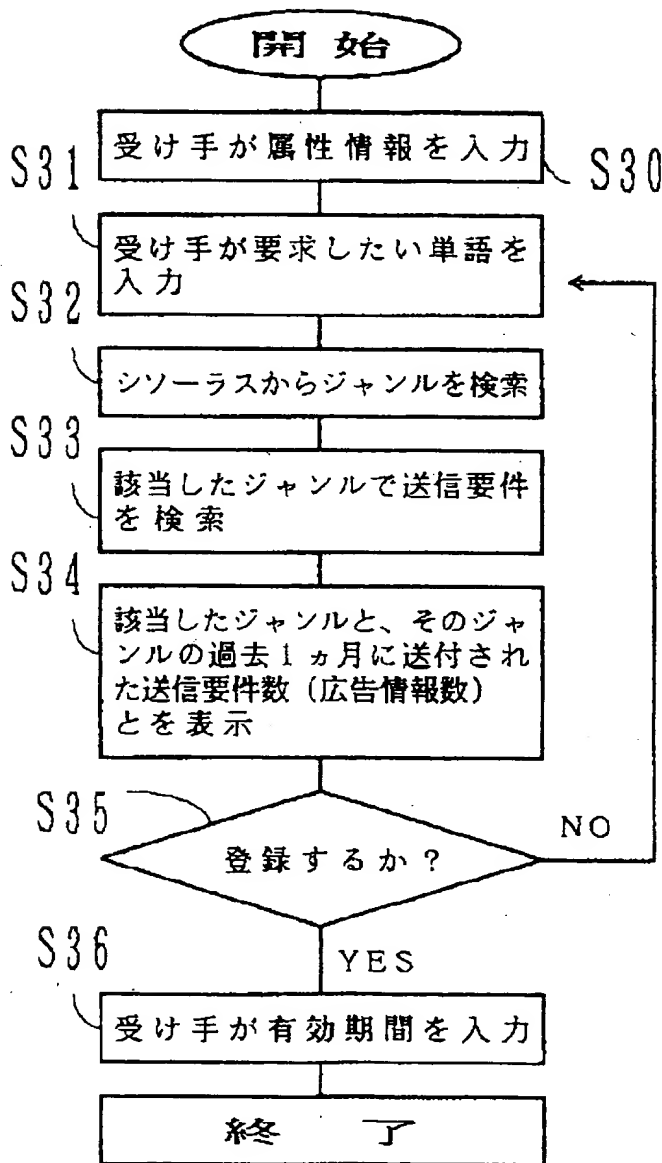 開始
受け手が属性情報を入力
S30
S31
受け手が要求したい単語を
入力
S32
シソーラスからジャンルを検索
S33
該当したジャンルで送信要件
を検索
S34
該当したジャンルと、そのジャ
ンルの過去1ヵ月に送付され
た送信要件数(広告情報数)
とを表示
S35
登録するか?
NO
YES
S36
受け手が有効期間を入力
終了